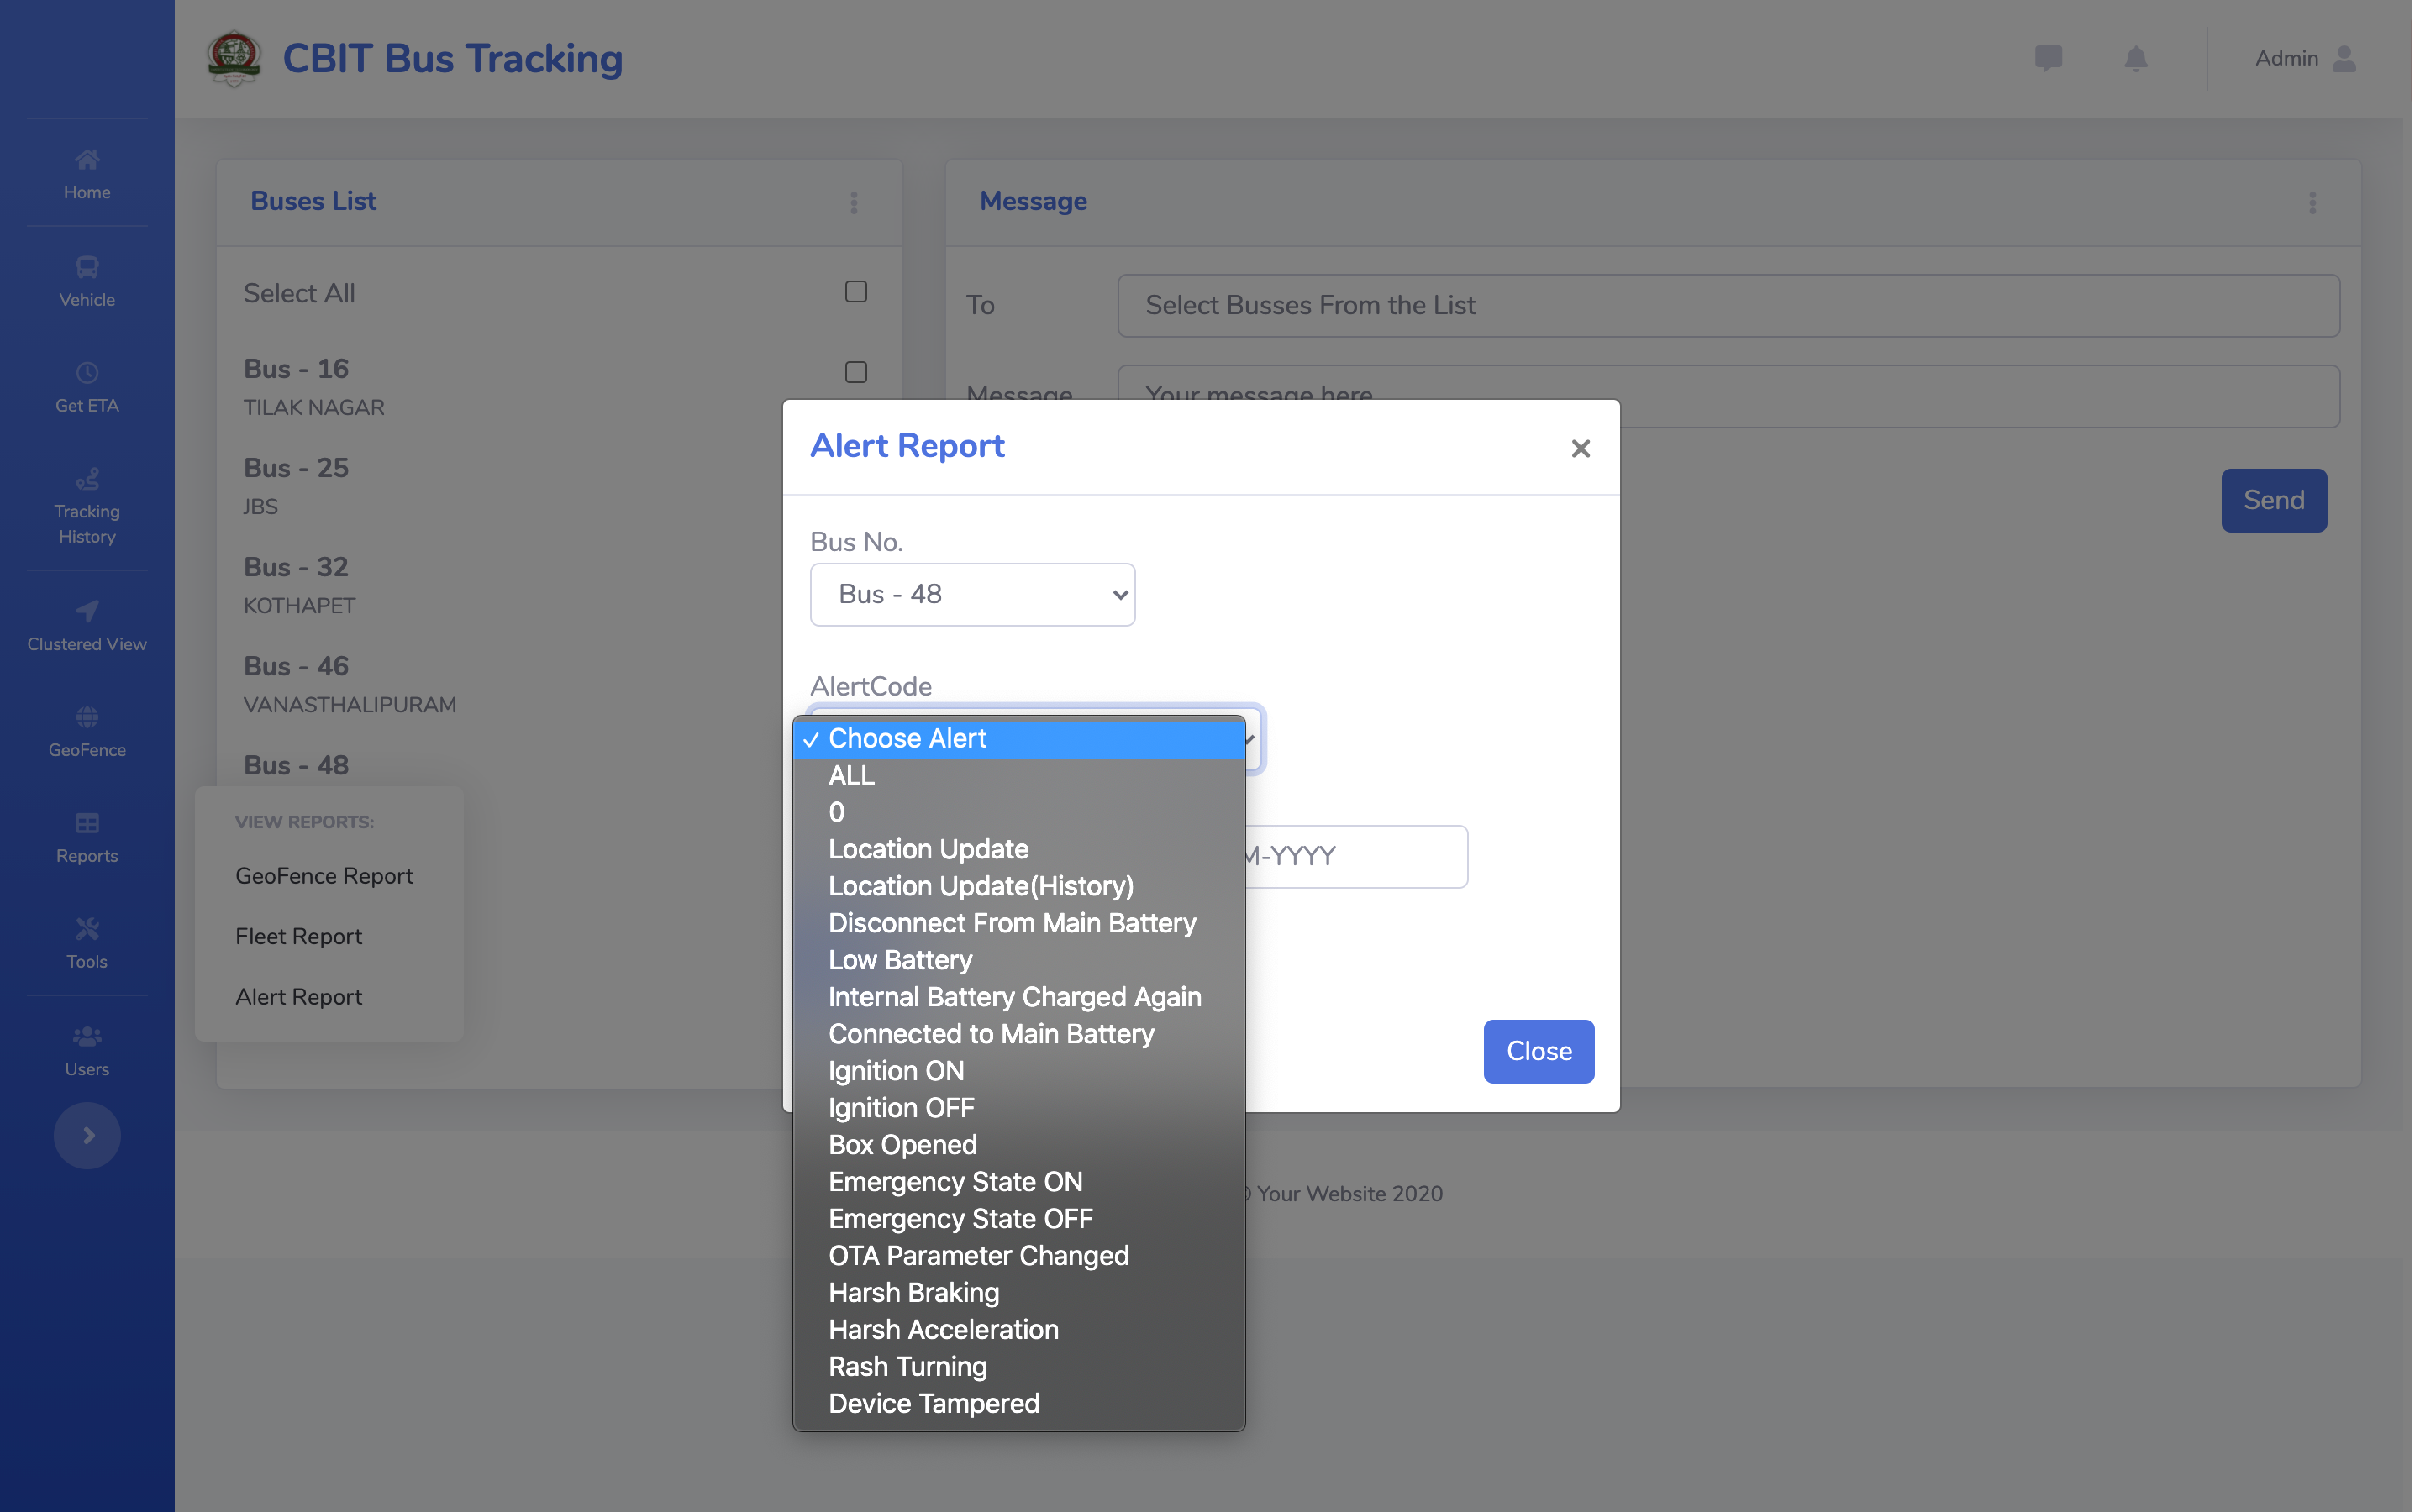 CBIT Bus Tracking
Admin
Home
Vehicle
Get ETA
Tracking
History
Clustered View
GeoFence
Reports
Tools
Users
Buses List
Select All
Bus - 16
TILAK NAGAR
Bus - 25
JBS
Bus - 32
KOTHAPET
Bus - 46
VANASTHALIPURAM
Bus - 48
VIEW REPORTS:
GeoFence Report
Fleet Report
Alert Report
Message
To
Select Busses From the List
Message
Your message here
Send
Alert Report
×
Bus No.
Bus - 48
AlertCode
✓ Choose Alert
ALL
0
Location Update
Location Update(History)
Disconnect From Main Battery
Low Battery
Internal Battery Charged Again
Connected to Main Battery
Ignition ON
Ignition OFF
Box Opened
Emergency State ON
Emergency State OFF
OTA Parameter Changed
Harsh Braking
Harsh Acceleration
Rash Turning
Device Tampered
M-YYYY
Close
Your Website 2020